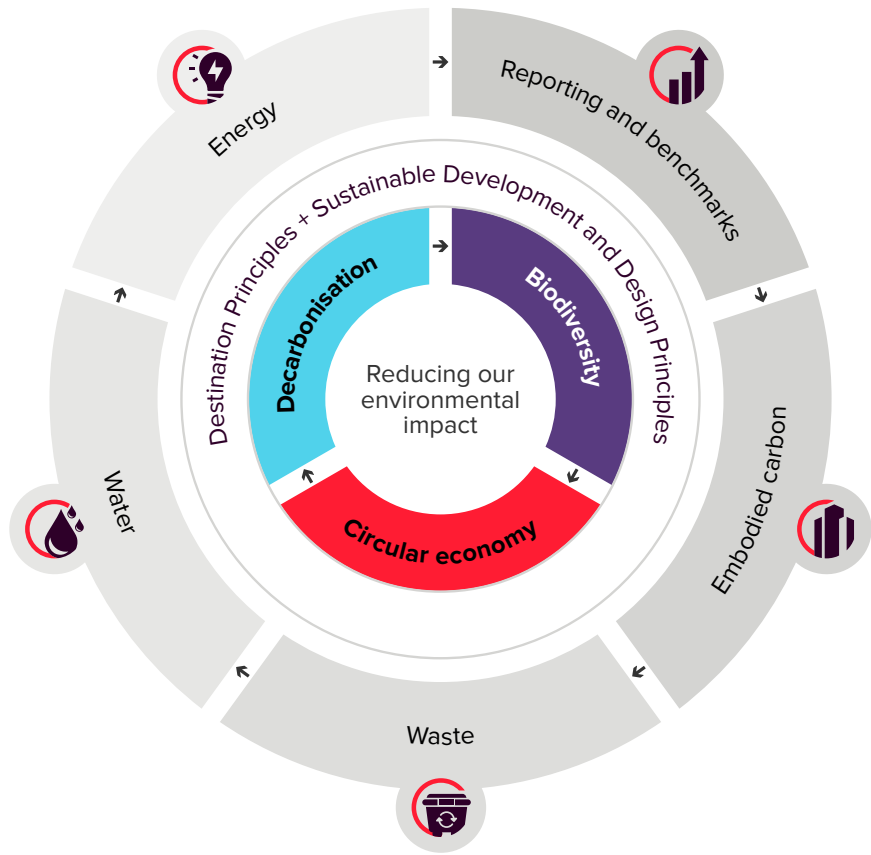 Energy
Reporting and benchmarks
Destination Principles + Sustainable Development and Design Principles
Decarbonisation
Biodiversity
Reducing our
environmental
impact
Circular economy
Embodied carbon
Water
Waste